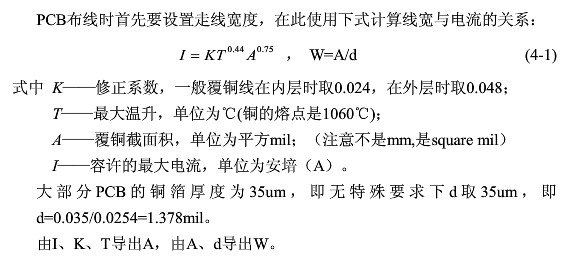 PCB布线时首先要设置走线宽度，在此使用下式计算线宽与电流的关系：
I = KT^0.44 A^0.75 ， W=A/d (4-1)
式中 K——修正系数，一般覆铜线在内层时取0.024，在外层时取0.048；
T——最大温升，单位为℃(铜的熔点是1060℃)；
A——覆铜截面积，单位为平方mil；（注意不是mm,是square mil）
I——容许的最大电流，单位为安培（A）。
大部分PCB的铜箔厚度为35um，即无特殊要求下d取35um，即
d=0.035/0.0254=1.378mil。
由I、K、T导出A，由A、d导出W。